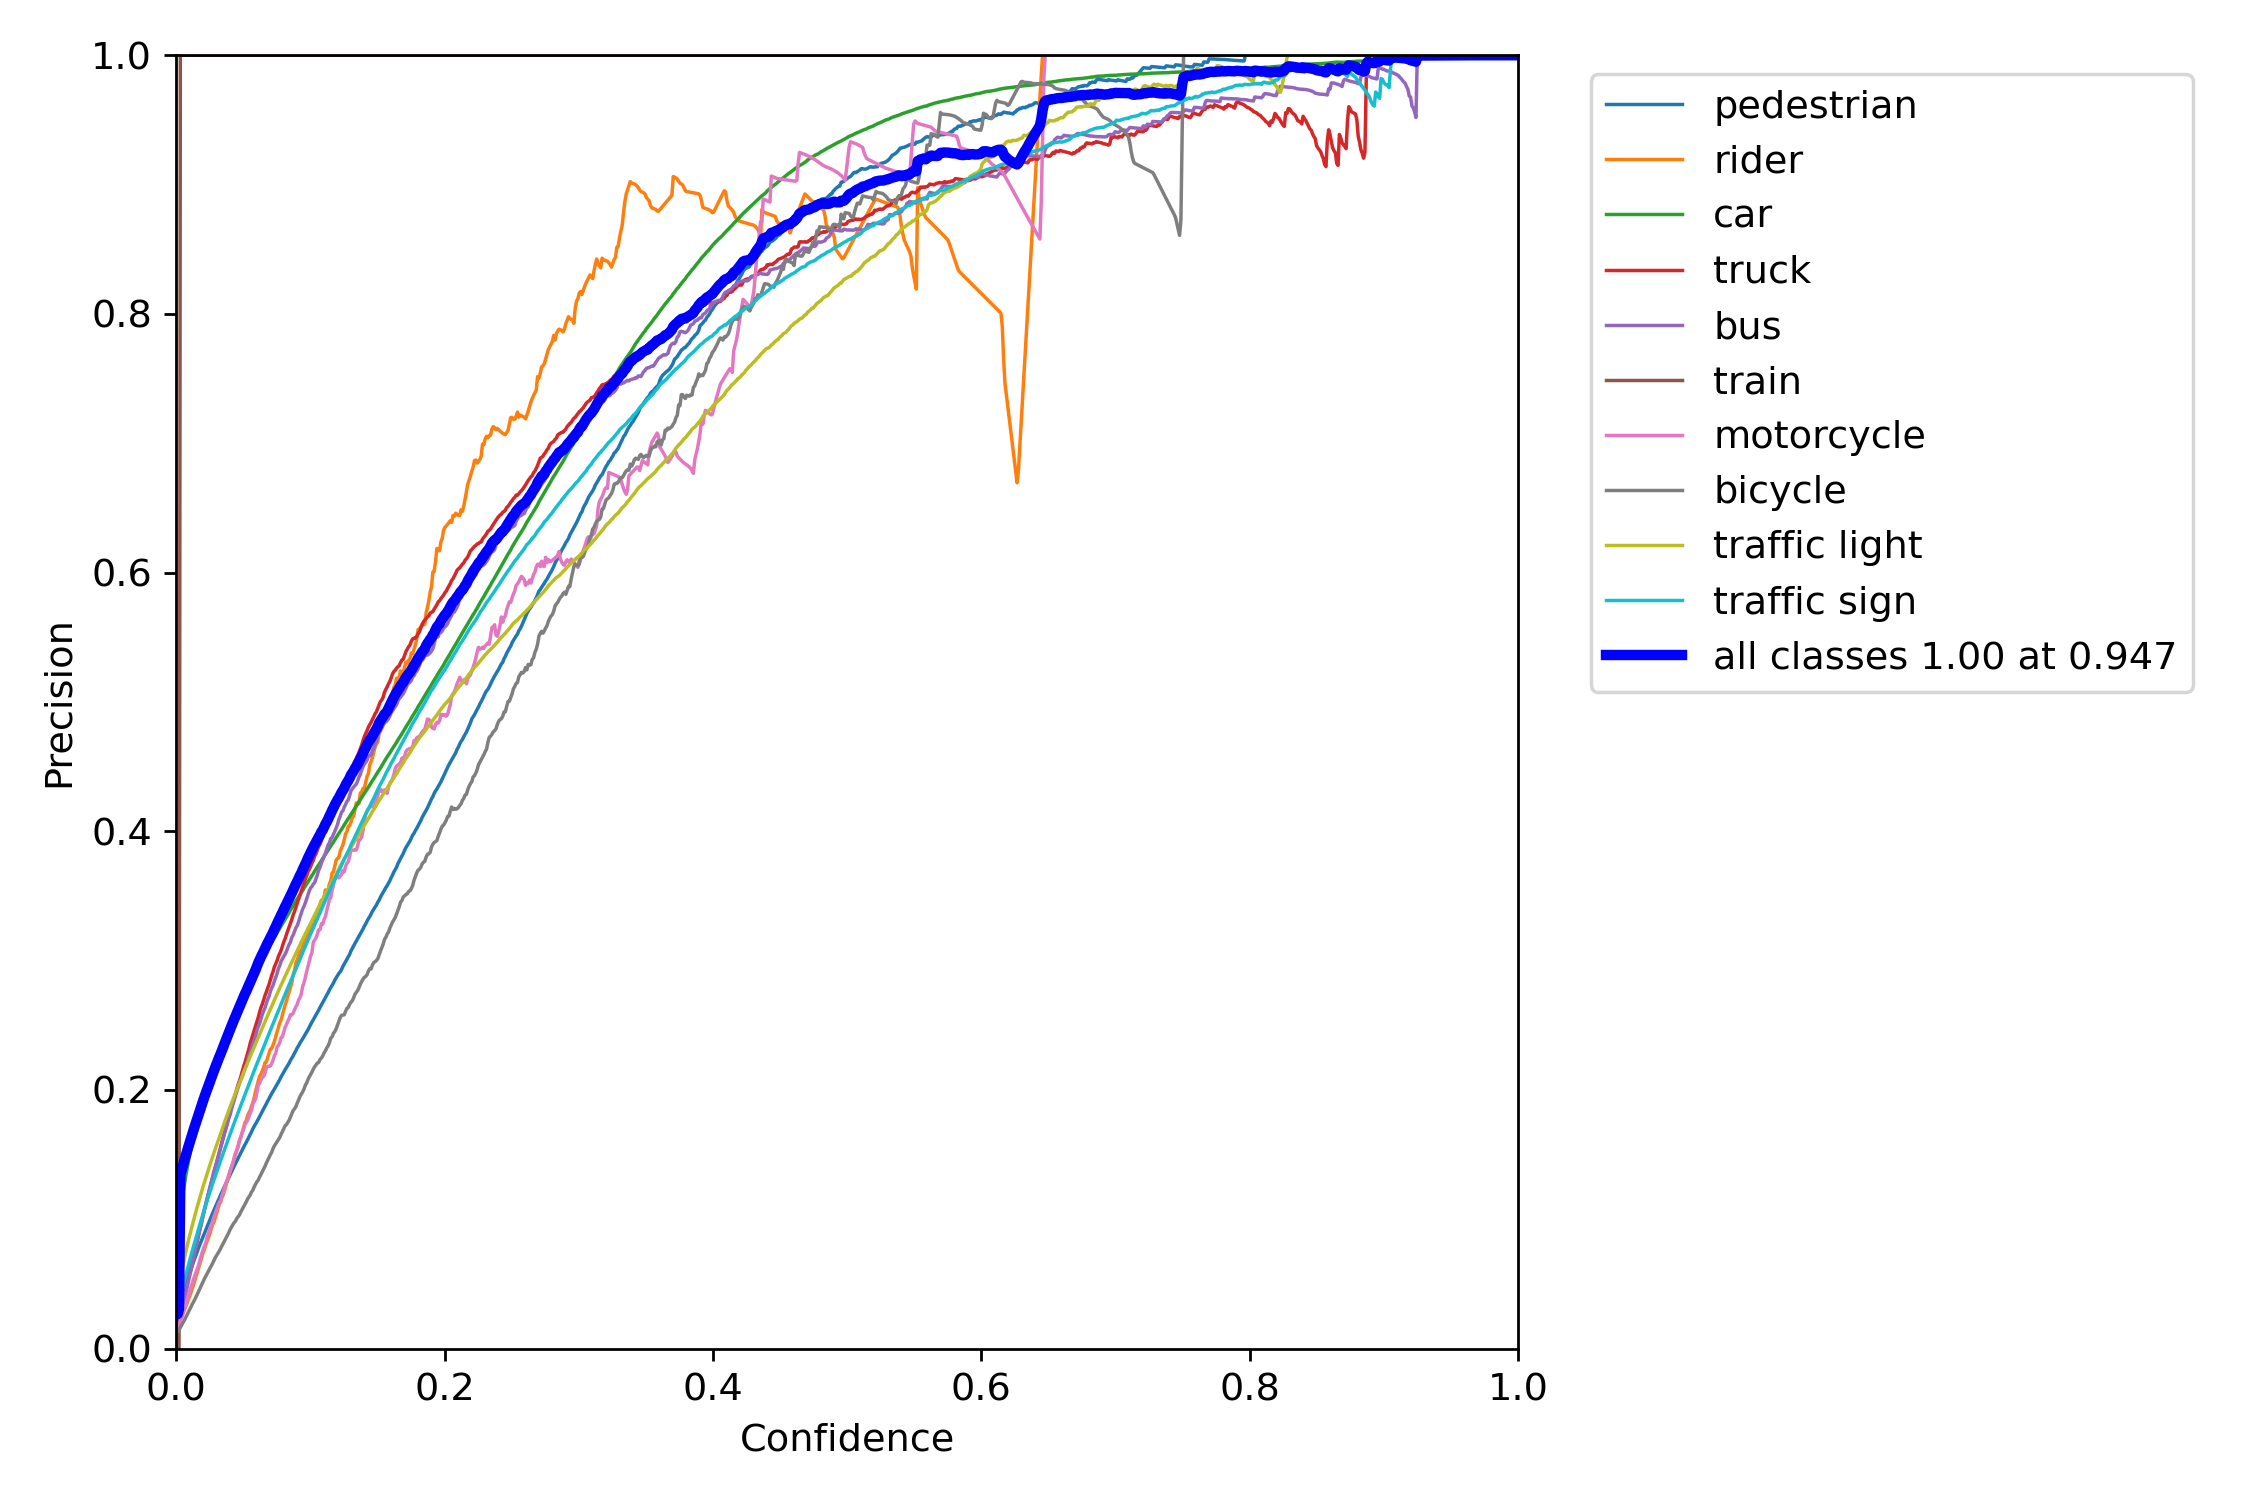 1.0
0.8
0.6
0.4
0.2
0.0
Precision
0.0 0.2 0.4 0.6 0.8 1.0
Confidence
pedestrian
rider
car
truck
bus
train
motorcycle
bicycle
traffic light
traffic sign
all classes 1.00 at 0.947